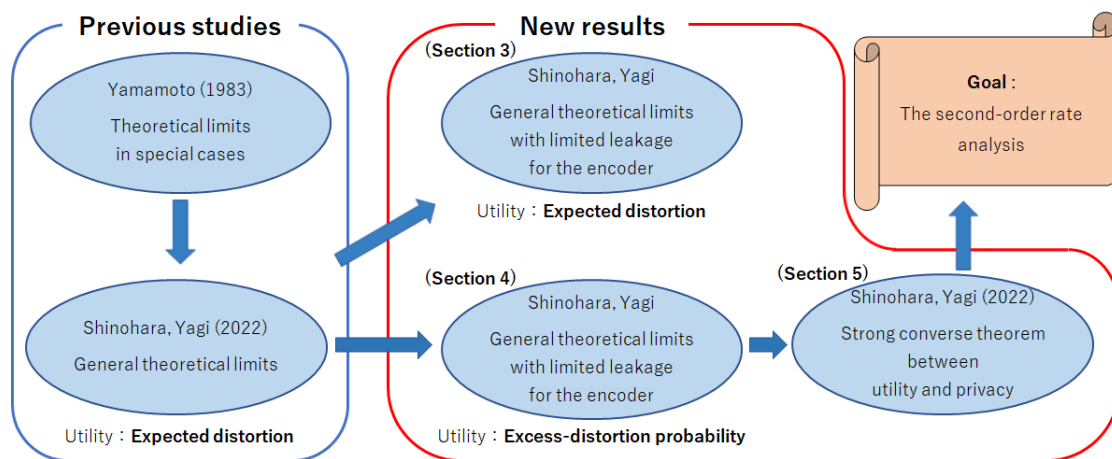 Previous studies
Yamamoto (1983)
Theoretical limits
in special cases
Shinohara, Yagi (2022)
General theoretical limits
Utility：Expected distortion
New results
(Section 3)
Shinohara, Yagi
General theoretical limits
with limited leakage
for the encoder
Utility：Expected distortion
(Section 4)
Shinohara, Yagi
General theoretical limits
with limited leakage
for the encoder
Utility：Excess-distortion probability
(Section 5)
Shinohara, Yagi (2022)
Strong converse theorem
between
utility and privacy
Goal :
The second-order rate
analysis